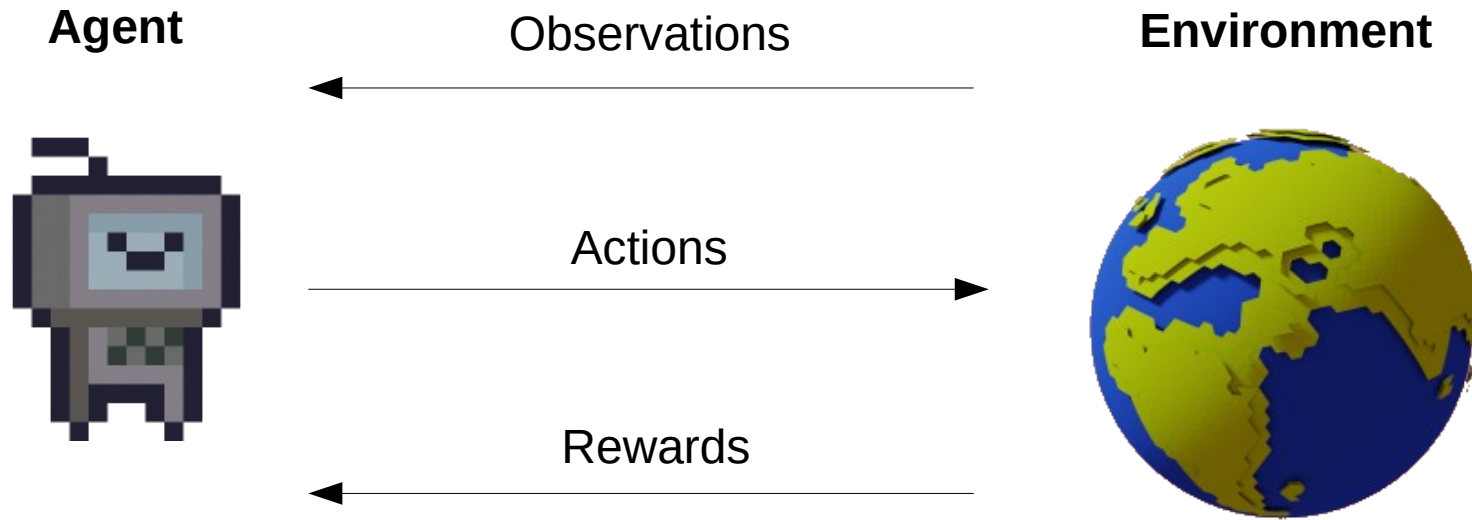 Agent
Observations
Environment
Actions
Rewards